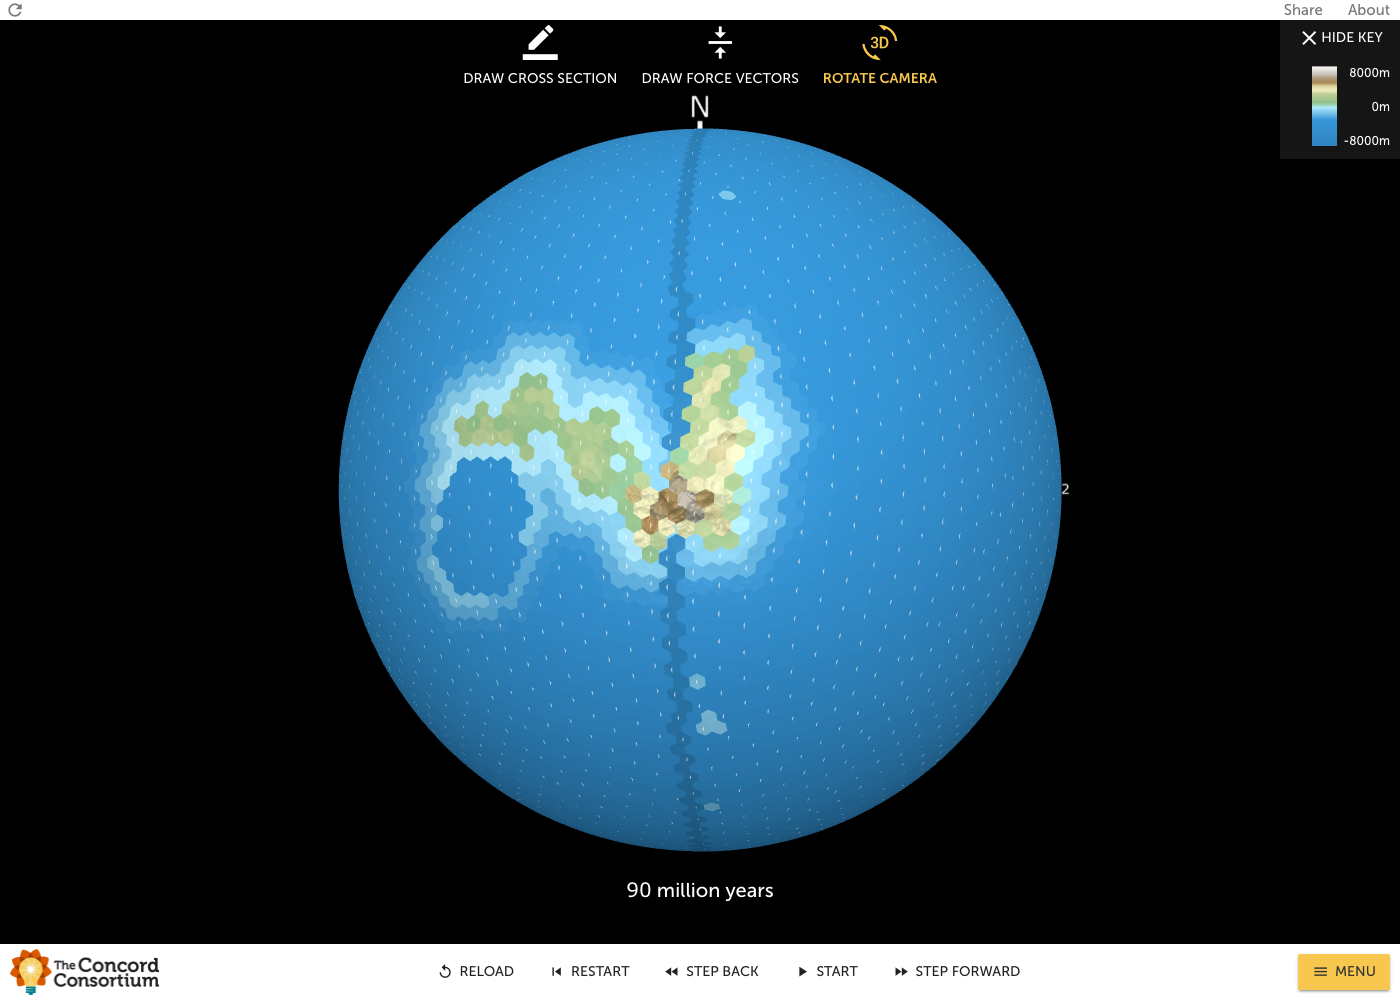 Share About
DRAW CROSS SECTION DRAW FORCE VECTORS 3D ROTATE CAMERA
HIDE KEY
8000m
0m
-8000m
N
2
90 million years
The Concord Consortium
RELOAD RESTART STEP BACK START STEP FORWARD MENU